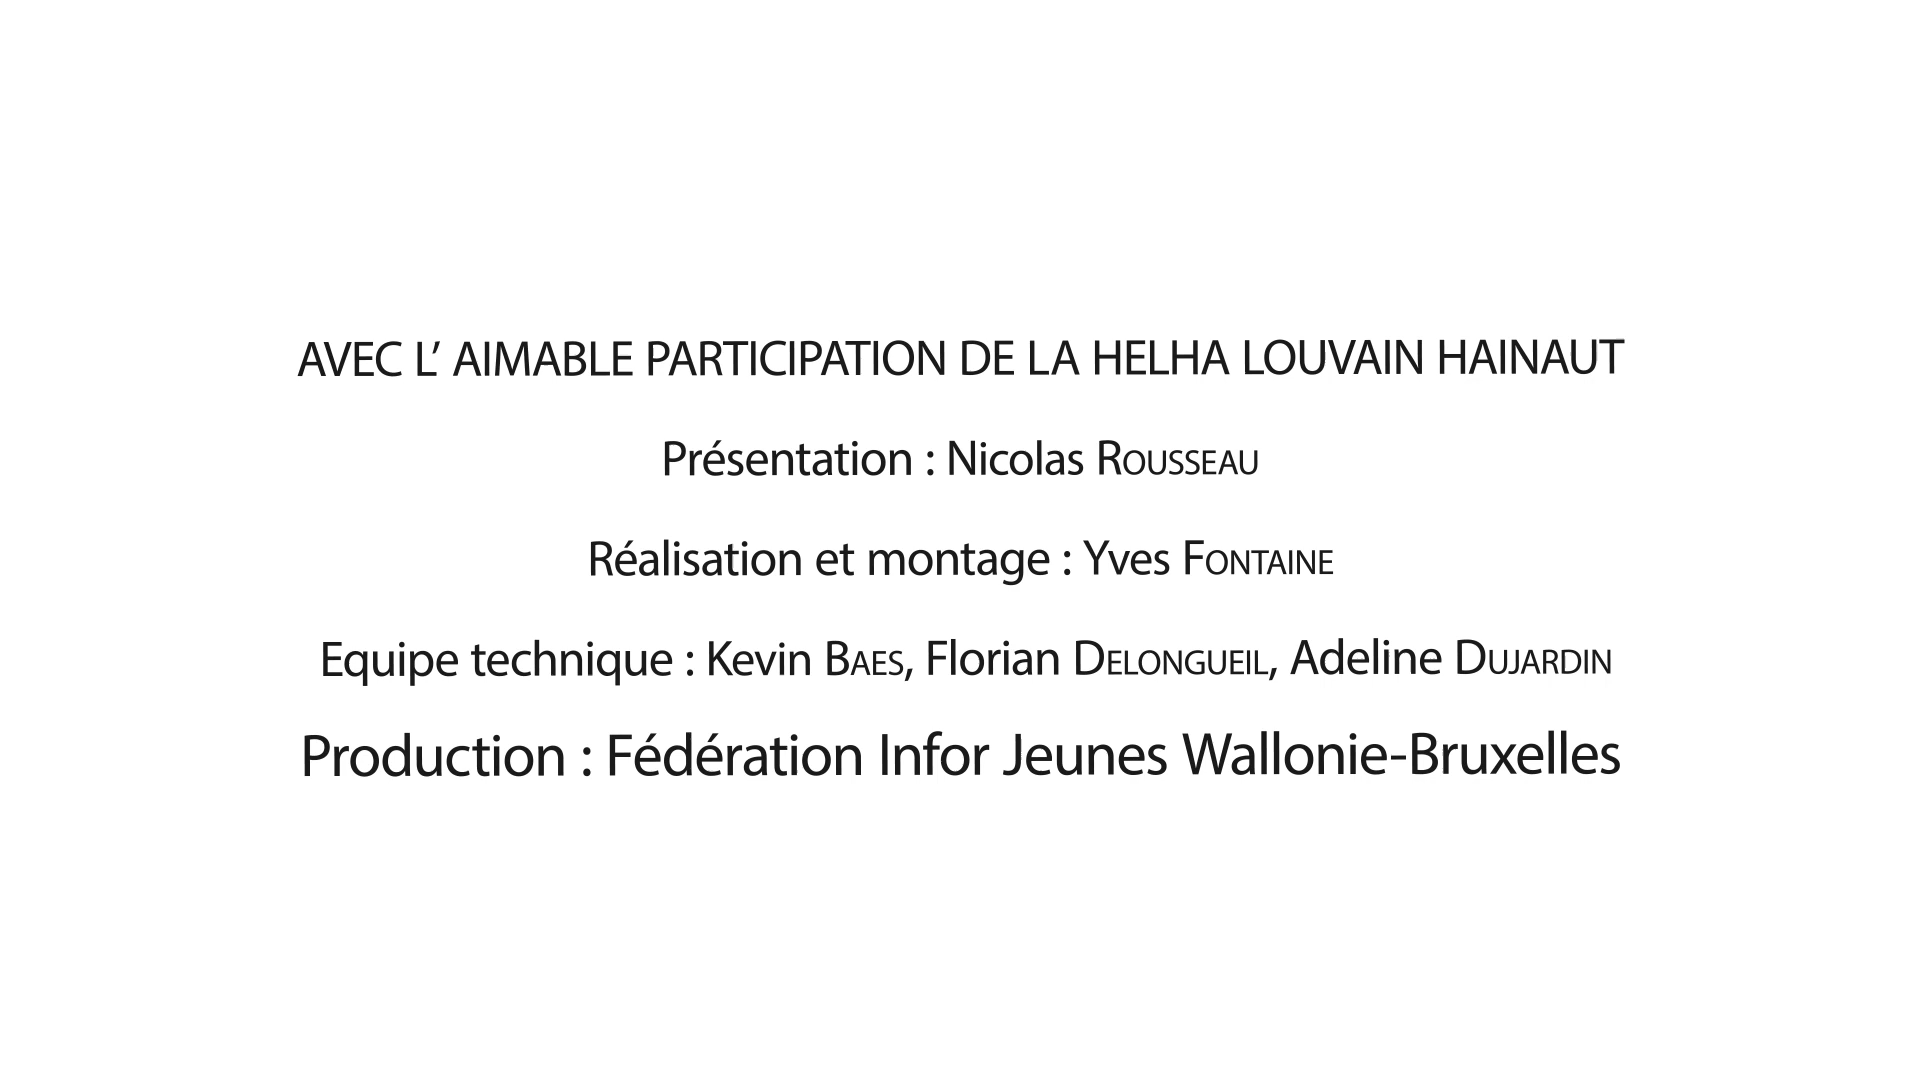 AVEC L’ AIMABLE PARTICIPATION DE LA HELHA LOUVAIN HAINAUT
Présentation : Nicolas ROUSSEAU
Réalisation et montage : Yves FONTAINE
Equipe technique : Kevin BAES, Florian DELONGUEIL, Adeline DUJARDIN
Production : Fédération Infor Jeunes Wallonie-Bruxelles